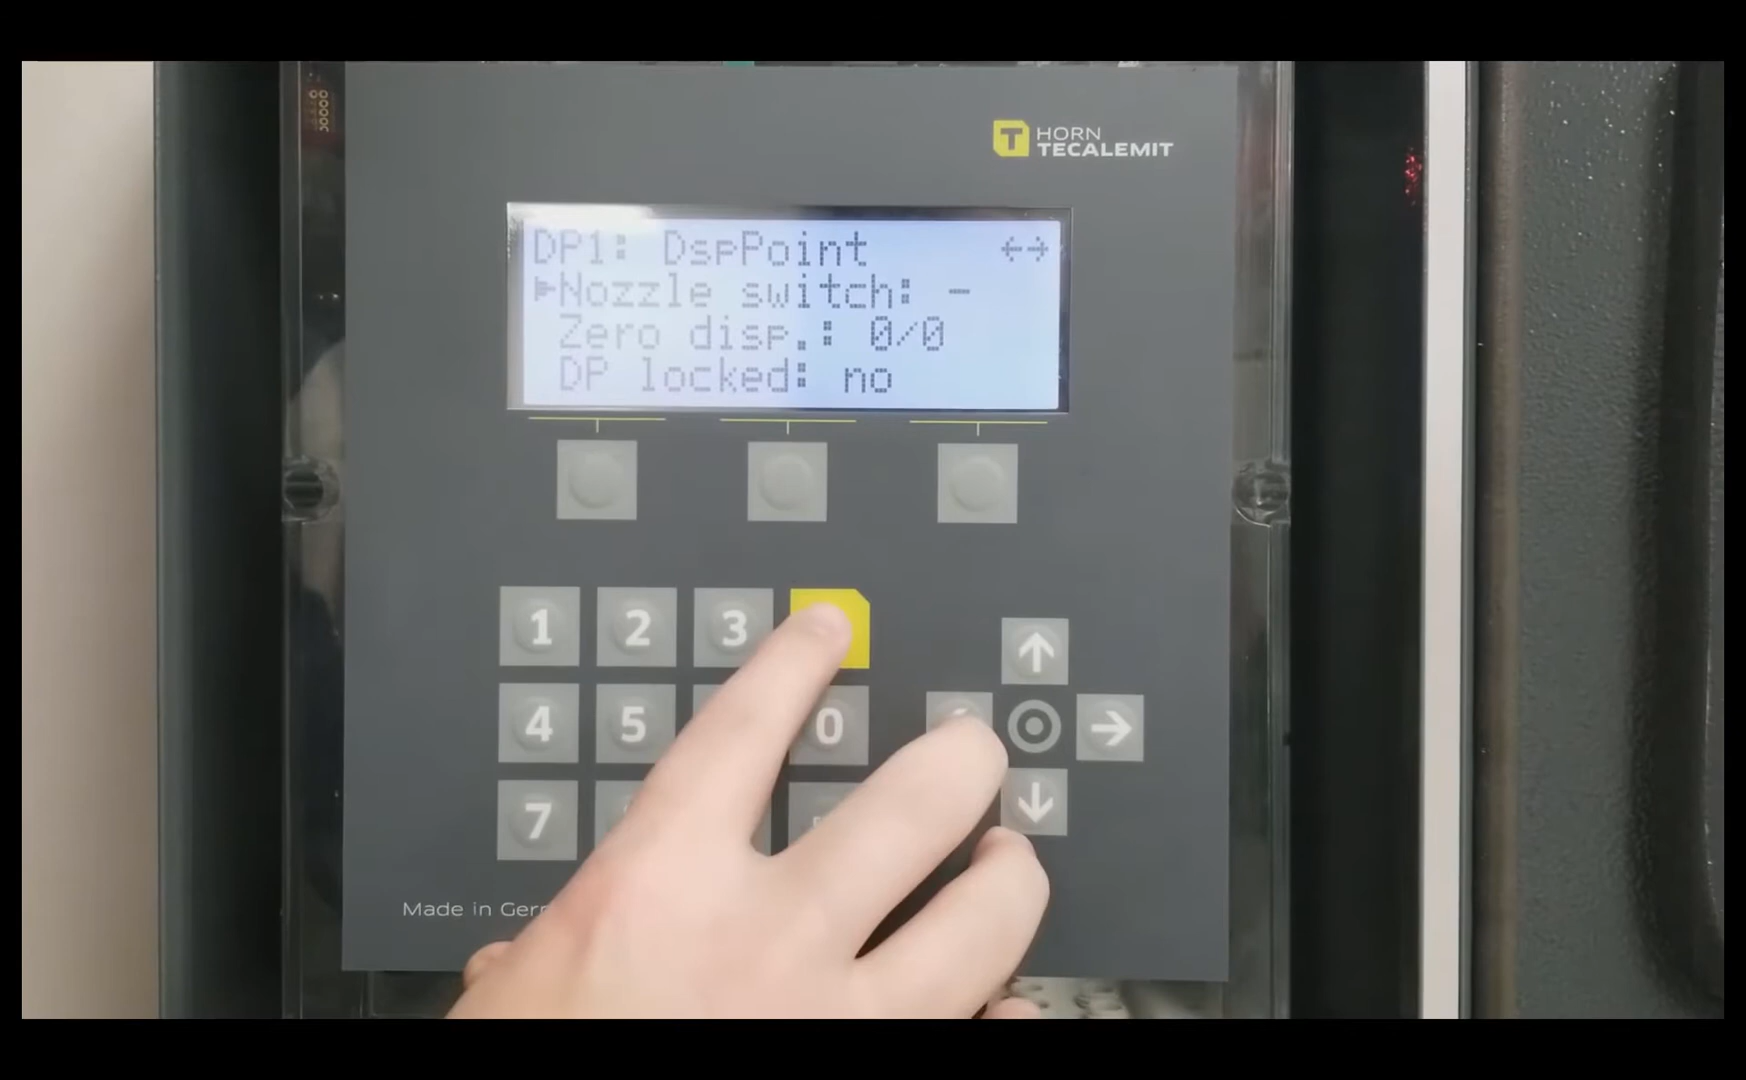 HORN
TECALEMIT
DP1: DspPoint ←→
Nozzle switch: -
Zero disp.: 0/0
DP locked: no
1 2 3
4 5 0
7
Made in